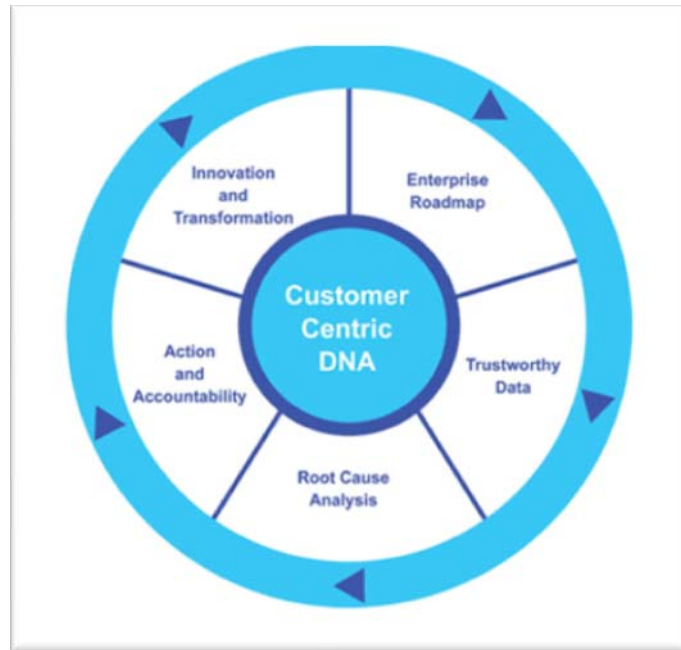 Innovation
and
Transformation
Enterprise
Roadmap
Customer
Centric
DNA
Action
and
Accountability
Trustworthy
Data
Root Cause
Analysis